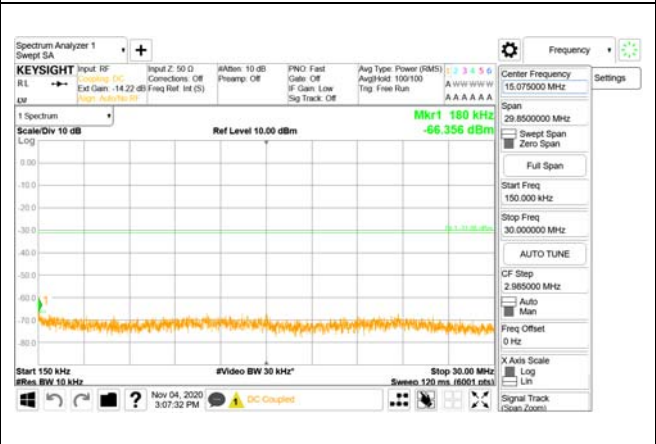 Spectrum Analyzer 1
Swept SA
Frequency
KEYSIGHT
RL
Input: RF
Coupling: DC
Ext Gain: -14.22 dB
Align: Auto/No RF
Input Z: 50 Ω
Corrections: Off
Freq Ref: Int (S)
#Atten: 10 dB
Preamp: Off
PNO: Fast
Gate: Off
IF Gain: Low
Sig Track: Off
Avg Type: Power (RMS)
Avg|Hold: 100/100
Trig: Free Run
1 2 3 4 5 6
A W W W W W
A A A A A A
1 Spectrum
Scale/Div 10 dB
Log
Ref Level 10.00 dBm
Mkr1 180 kHz
-66.356 dBm
0.00
-10.0
-20.0
-30.0
-40.0
-60.0
-70.0
-80.0
1
Start 150 kHz
#Res BW 10 kHz
#Video BW 30 kHz*
Stop 30.00 MHz
Sweep 120 ms (6001 pts)
Nov 04, 2020
3:07:32 PM
1
DC Coupled
Center Frequency
15.075000 MHz
Settings
Span
29.8500000 MHz
Swept Span
Zero Span
Full Span
Start Freq
150.000 kHz
Stop Freq
30.000000 MHz
AUTO TUNE
CF Step
2.985000 MHz
Auto
Man
Freq Offset
0 Hz
X Axis Scale
Log
Lin
Signal Track
(Span Zoom)